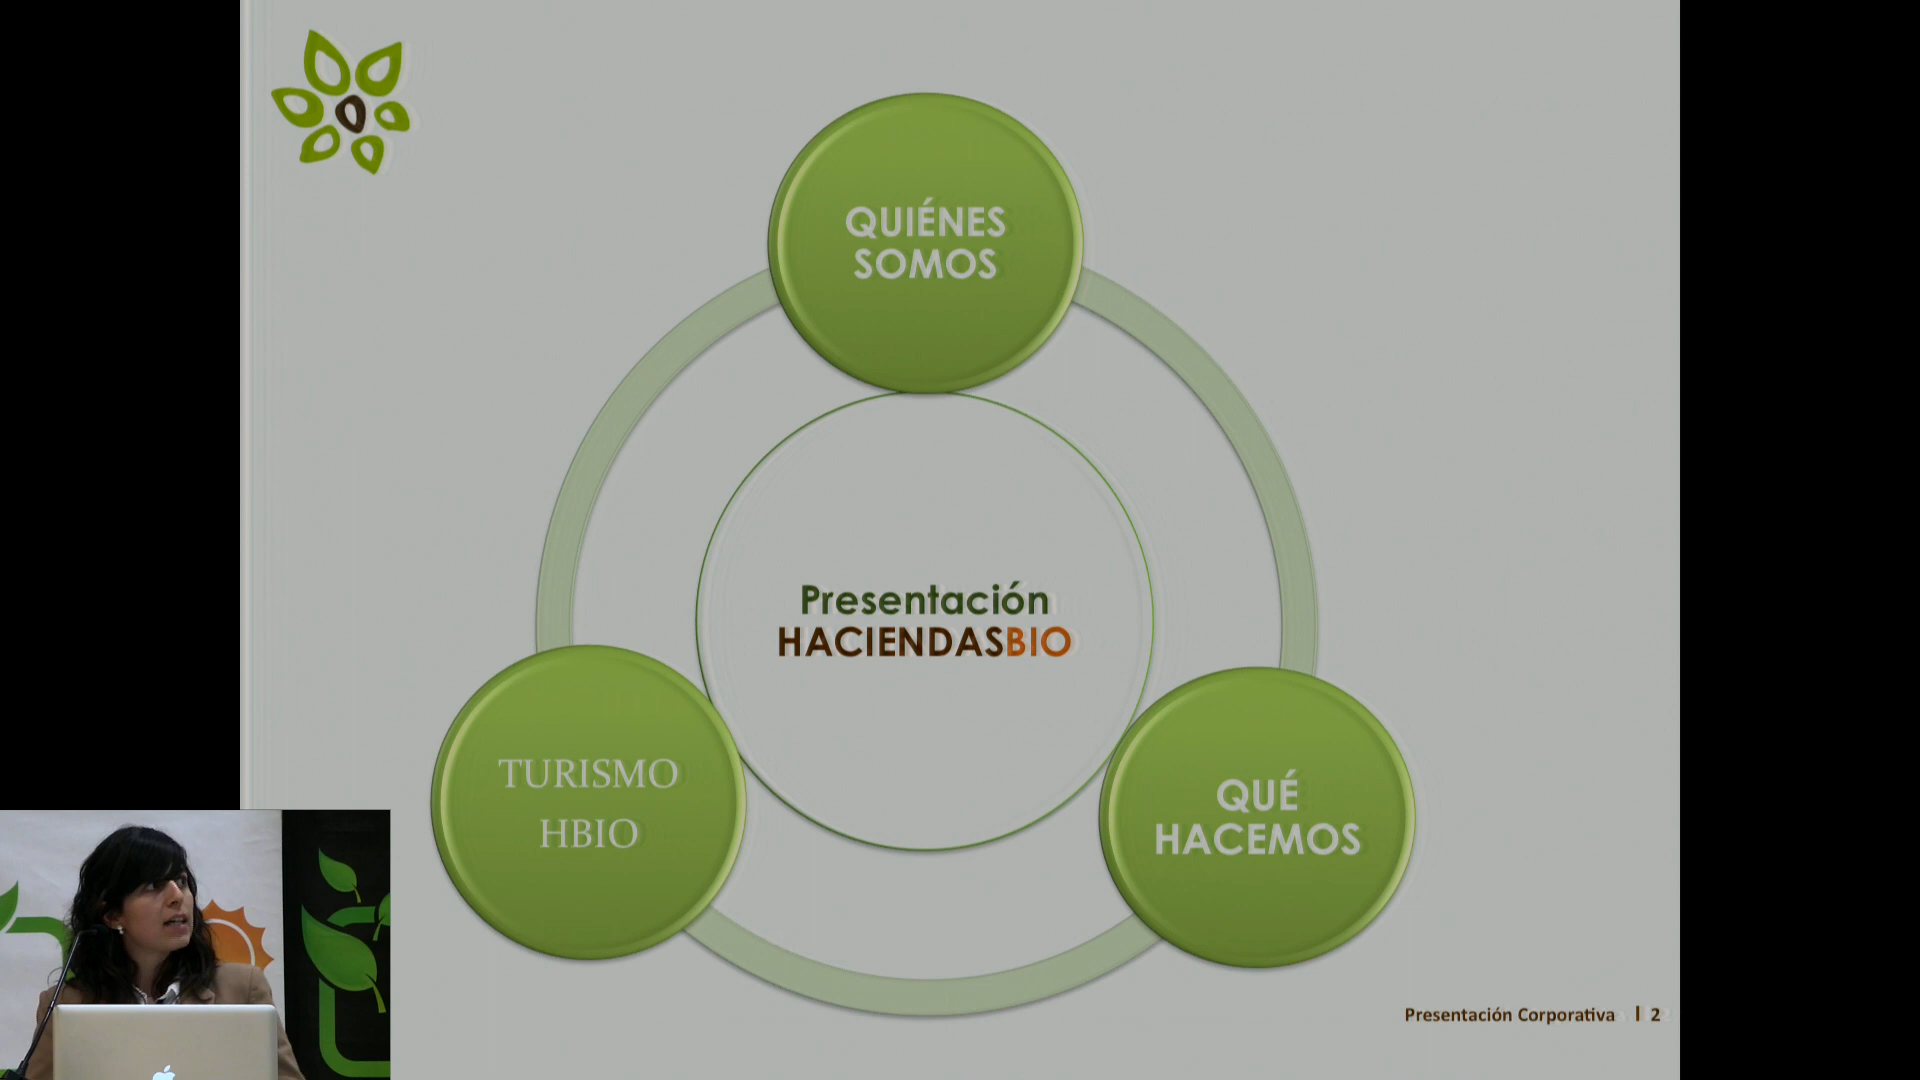 QUIÉNES
SOMOS
Presentación
HACIENDASBIO
TURISMO
HBIO
QUÉ
HACEMOS
Presentación Corporativa | 2